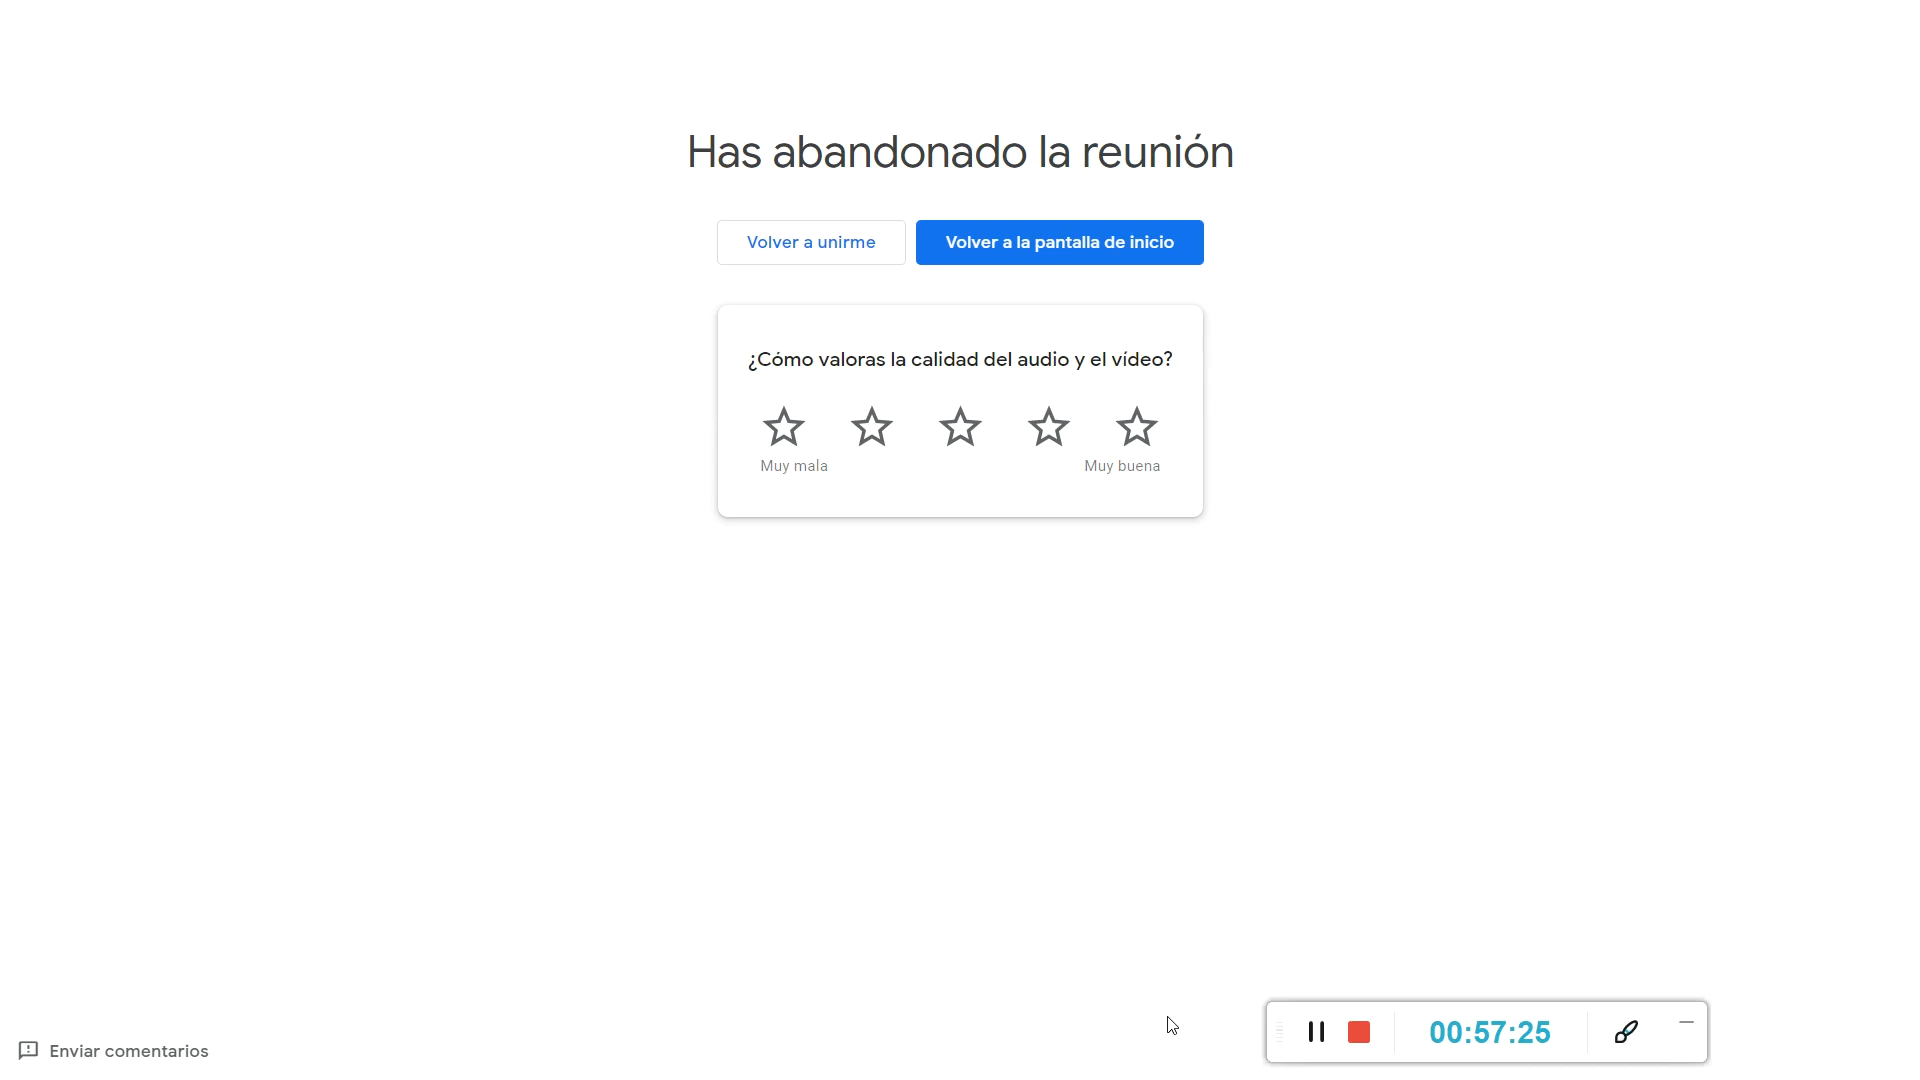 Has abandonado la reunión
Volver a unirme
Volver a la pantalla de inicio
¿Cómo valoras la calidad del audio y el vídeo?
Muy mala
Muy buena
00:57:25
Enviar comentarios